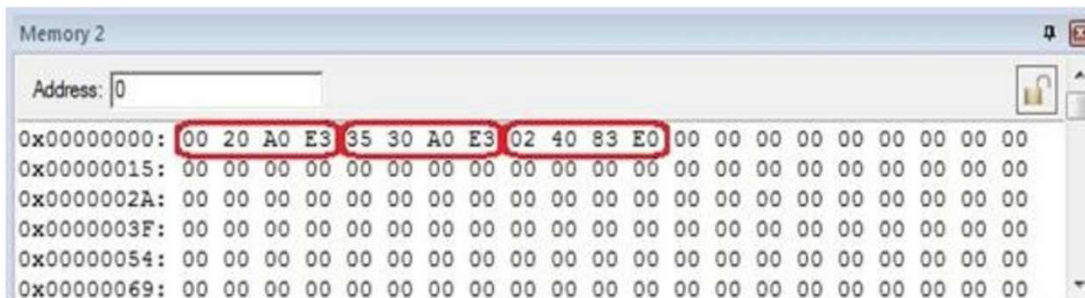 Memory 2
Address: 0
0x00000000: 00 20 A0 E3 35 30 A0 E3 02 40 83 E0 00 00 00 00 00 00 00 00 00
0x00000015: 00 00 00 00 00 00 00 00 00 00 00 00 00 00 00 00 00 00 00 00 00
0x0000002A: 00 00 00 00 00 00 00 00 00 00 00 00 00 00 00 00 00 00 00 00 00
0x0000003F: 00 00 00 00 00 00 00 00 00 00 00 00 00 00 00 00 00 00 00 00 00
0x00000054: 00 00 00 00 00 00 00 00 00 00 00 00 00 00 00 00 00 00 00 00 00
0x00000069: 00 00 00 00 00 00 00 00 00 00 00 00 00 00 00 00 00 00 00 00 00